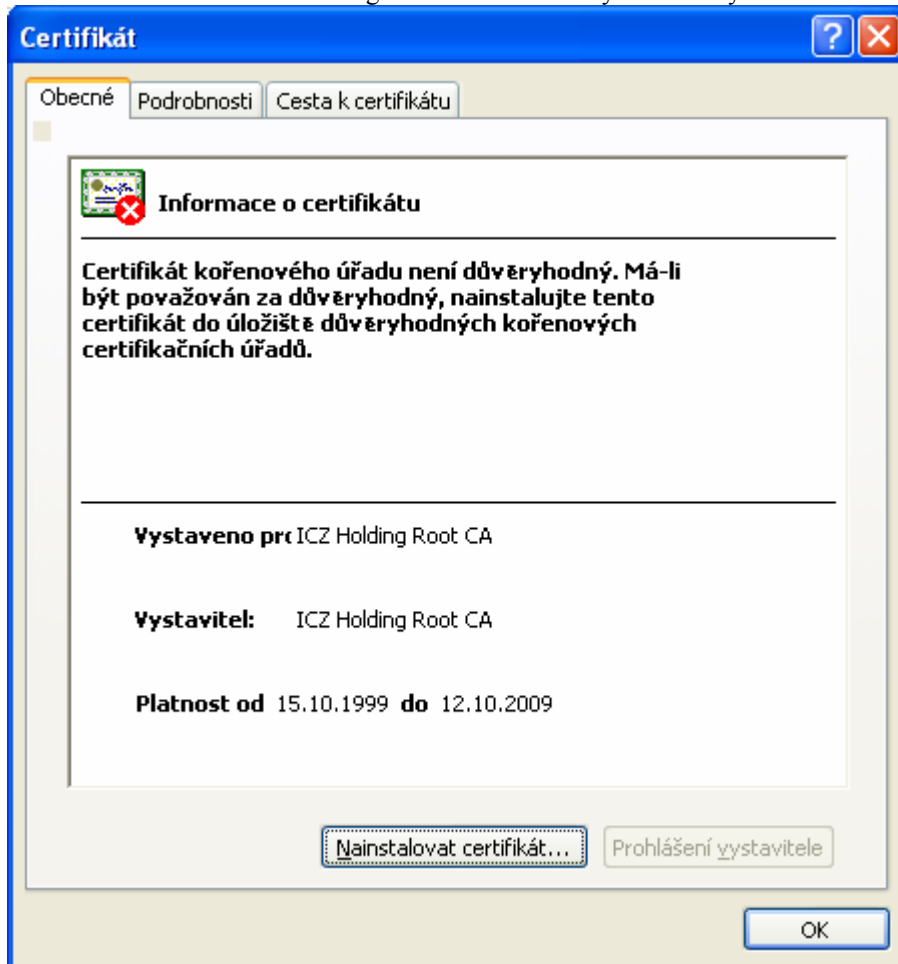 Certifikát
Obecné Podrobnosti Cesta k certifikátu
Informace o certifikátu
Certifikát kořenového úřadu není důvěryhodný. Má-li
být považován za důvěryhodný, nainstalujte tento
certifikát do úložiště důvěryhodných kořenových
certifikačních úřadů.
Vystaveno pro ICZ Holding Root CA
Vystavitel: ICZ Holding Root CA
Platnost od 15.10.1999 do 12.10.2009
Nainstalovat certifikát... Prohlášení vystavitele
OK